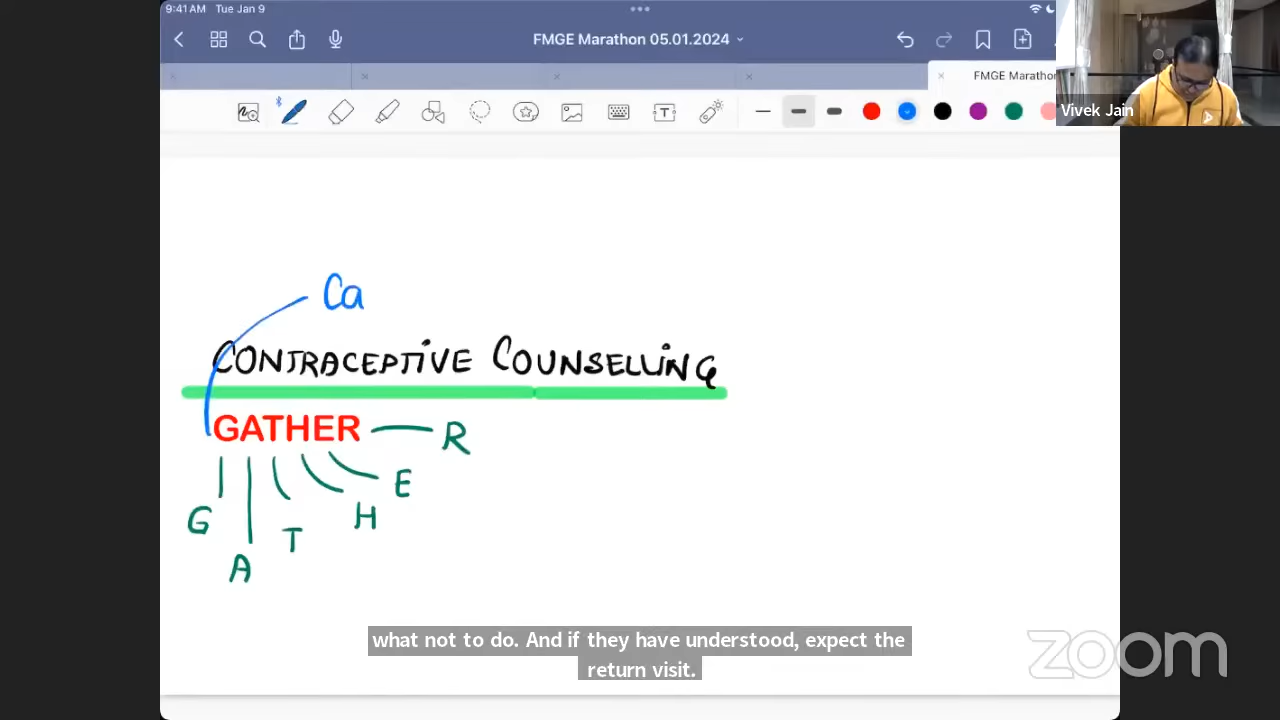 9:41 AM Tue Jan 9
FMGE Marathon 05.01.2024
FMGE Marathon
T
Vivek Jain
Ca
CONTRACEPTIVE COUNSELLING
GATHER
R
E
G
H
T
A
what not to do. And if they have understood, expect the
return visit.
zoom